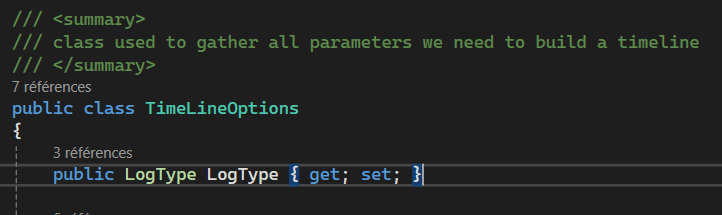 /// <summary>
/// class used to gather all parameters we need to build a timeline
/// </summary>
7 références
public class TimeLineOptions
{
3 références
public LogType LogType { get; set; }